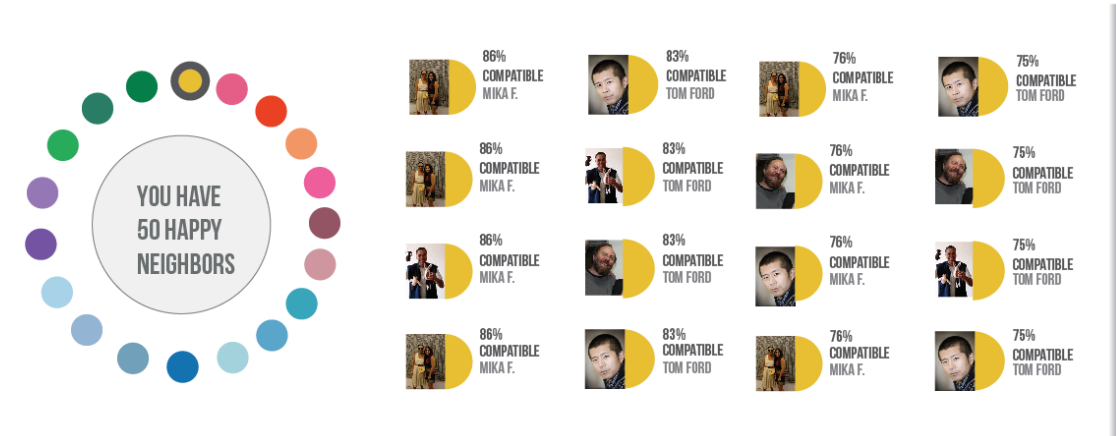 YOU HAVE
50 HAPPY
NEIGHBORS
86%
COMPATIBLE
MIKA F.
83%
COMPATIBLE
TOM FORD
76%
COMPATIBLE
MIKA F.
75%
COMPATIBLE
TOM FORD
86%
COMPATIBLE
MIKA F.
83%
COMPATIBLE
TOM FORD
76%
COMPATIBLE
MIKA F.
75%
COMPATIBLE
TOM FORD
86%
COMPATIBLE
MIKA F.
83%
COMPATIBLE
TOM FORD
76%
COMPATIBLE
MIKA F.
75%
COMPATIBLE
TOM FORD
86%
COMPATIBLE
MIKA F.
83%
COMPATIBLE
TOM FORD
76%
COMPATIBLE
MIKA F.
75%
COMPATIBLE
TOM FORD